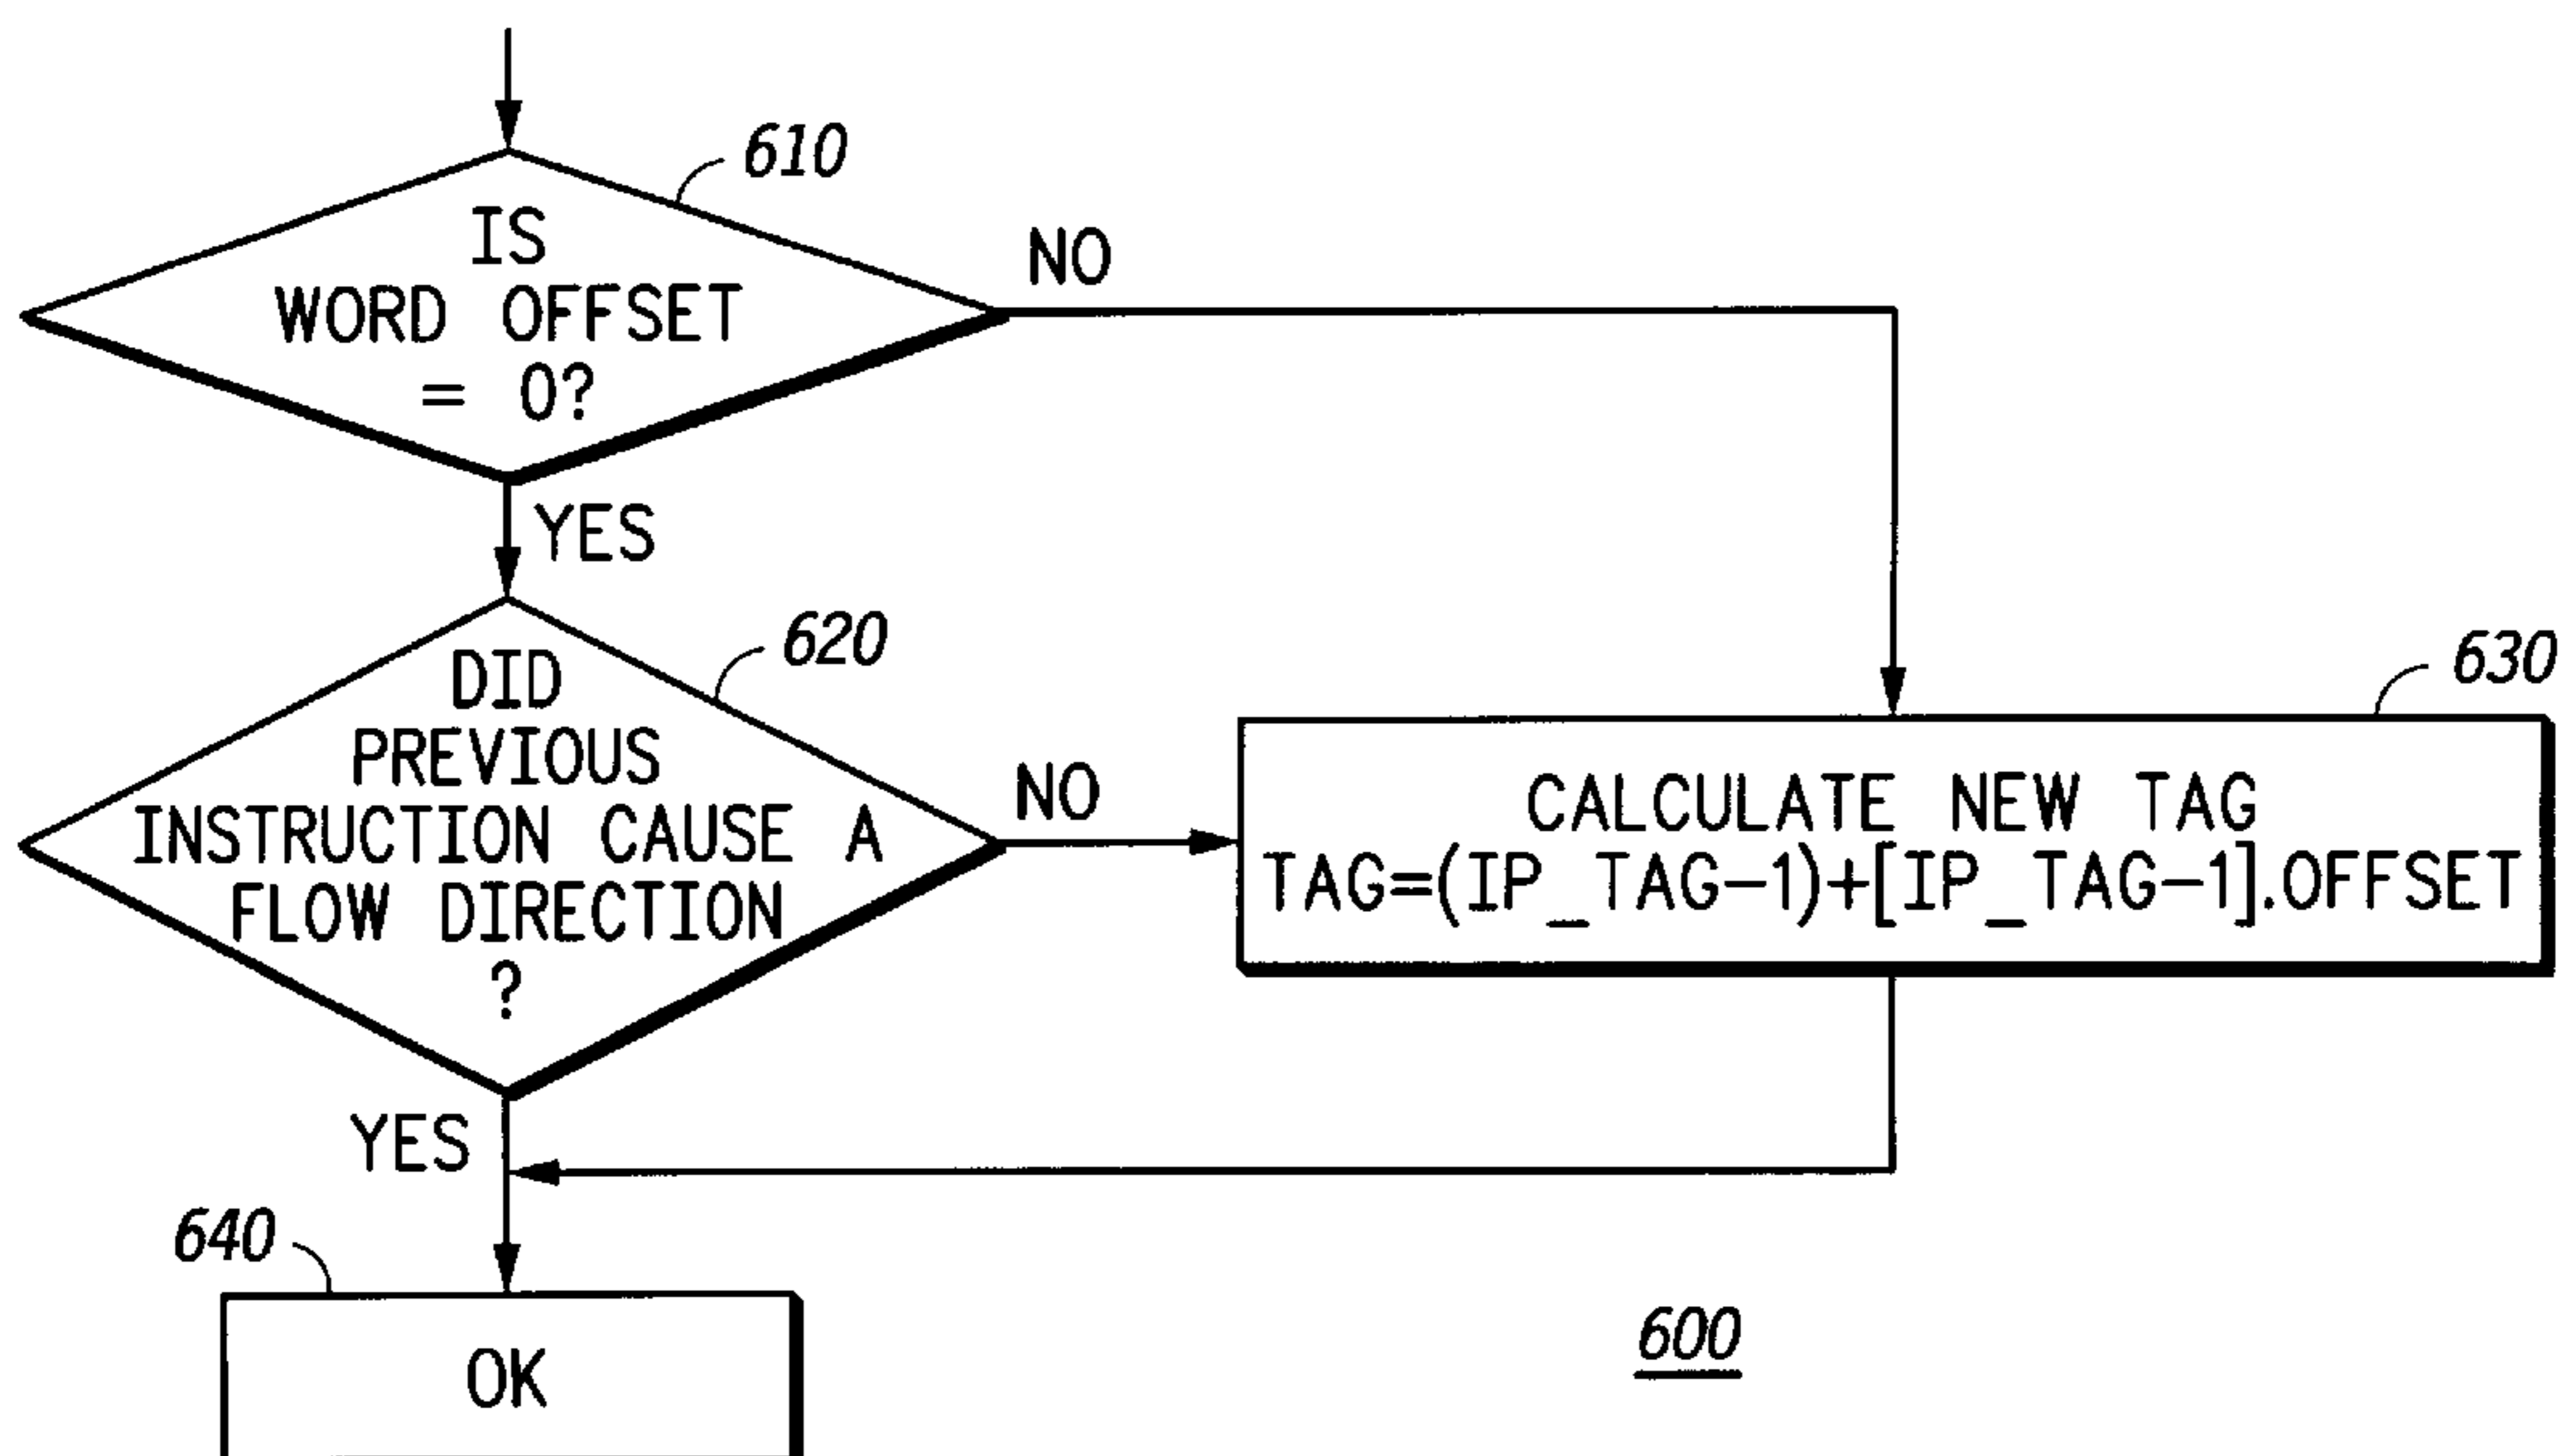 610
IS
WORD OFFSET
= 0?
NO
YES
620
DID
PREVIOUS
INSTRUCTION CAUSE A
FLOW DIRECTION
?
NO
630
CALCULATE NEW TAG
TAG=(IP_TAG-1)+[IP_TAG-1].OFFSET
YES
640
OK
600